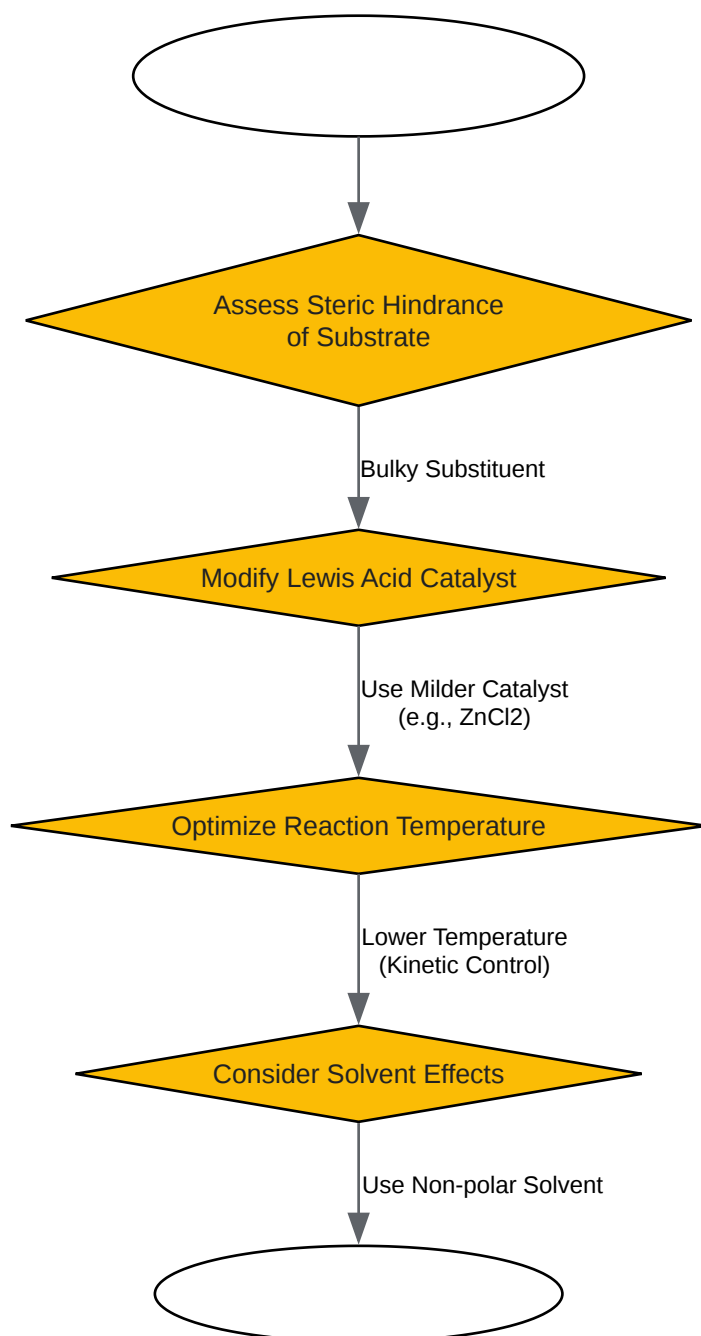 Assess Steric Hindrance
of Substrate
Bulky Substituent
Modify Lewis Acid Catalyst
Use Milder Catalyst
(e.g., ZnCl2)
Optimize Reaction Temperature
Lower Temperature
(Kinetic Control)
Consider Solvent Effects
Use Non-polar Solvent